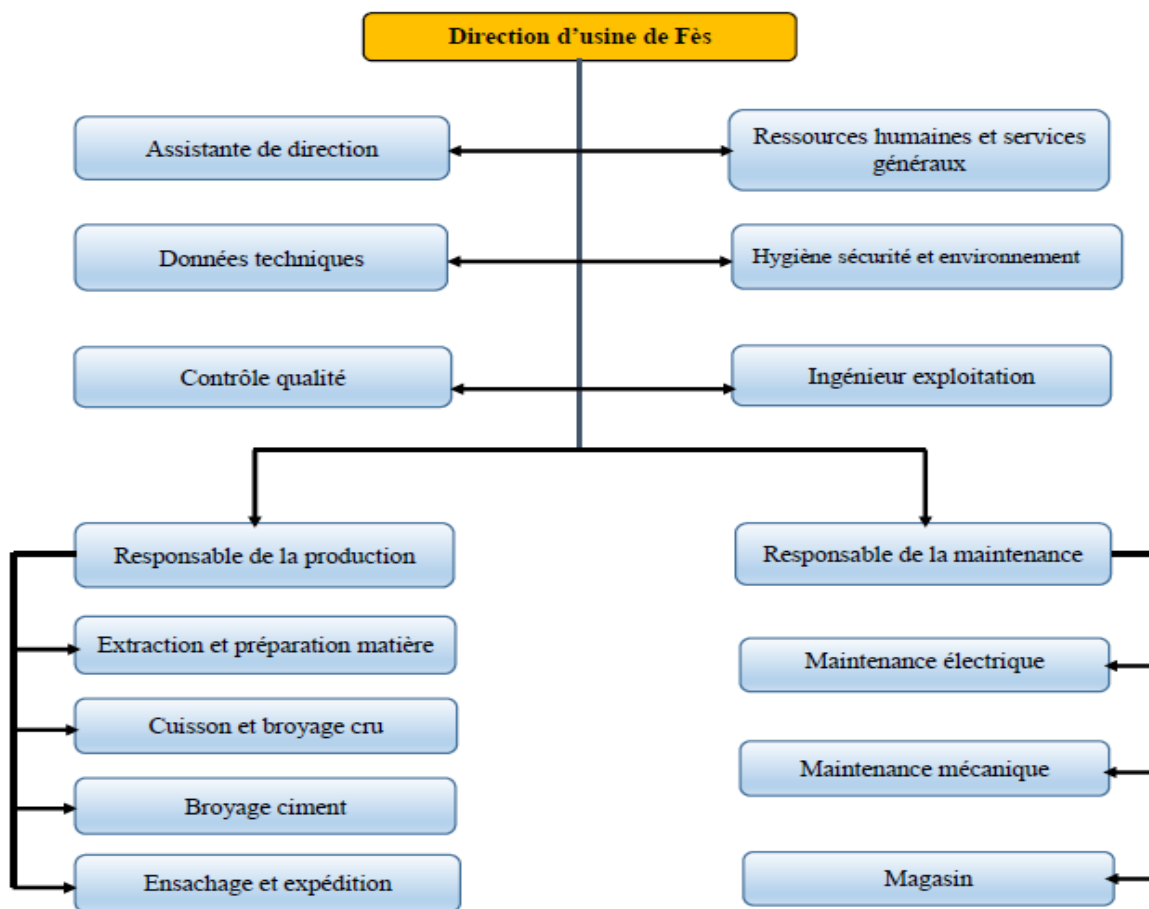 Direction d’usine de Fès
Assistante de direction
Ressources humaines et services
généraux
Données techniques
Hygiène sécurité et environnement
Contrôle qualité
Ingénieur exploitation
Responsable de la production
Responsable de la maintenance
Extraction et préparation matière
Maintenance électrique
Cuisson et broyage cru
Maintenance mécanique
Broyage ciment
Ensachage et expédition
Magasin